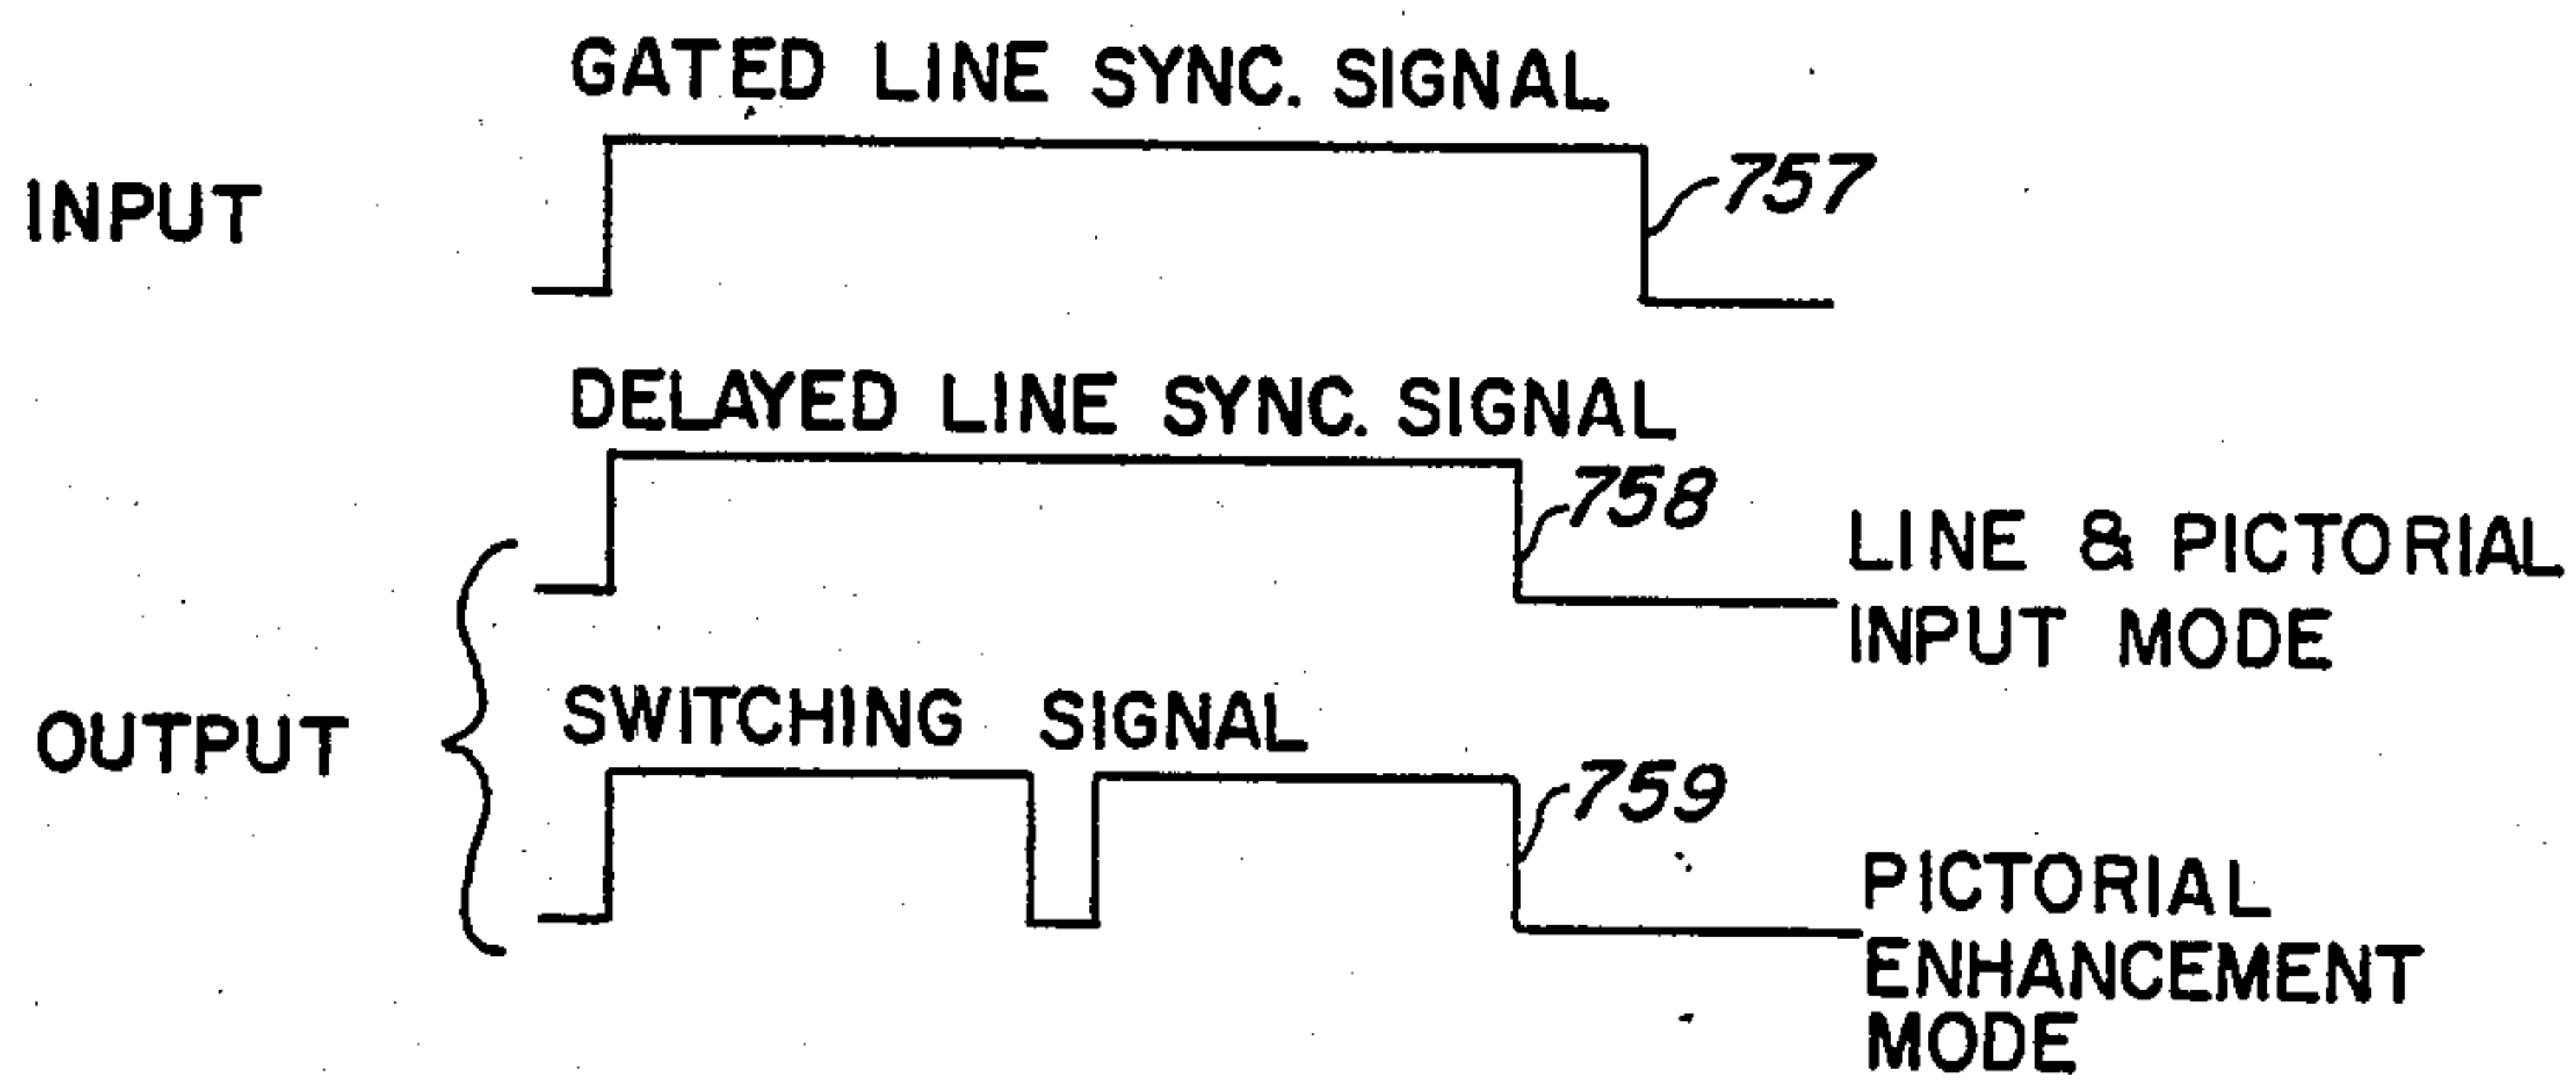 GATED LINE SYNC. SIGNAL
INPUT
757
DELAYED LINE SYNC. SIGNAL
758
LINE & PICTORIAL
INPUT MODE
OUTPUT
SWITCHING SIGNAL
759
PICTORIAL
ENHANCEMENT
MODE